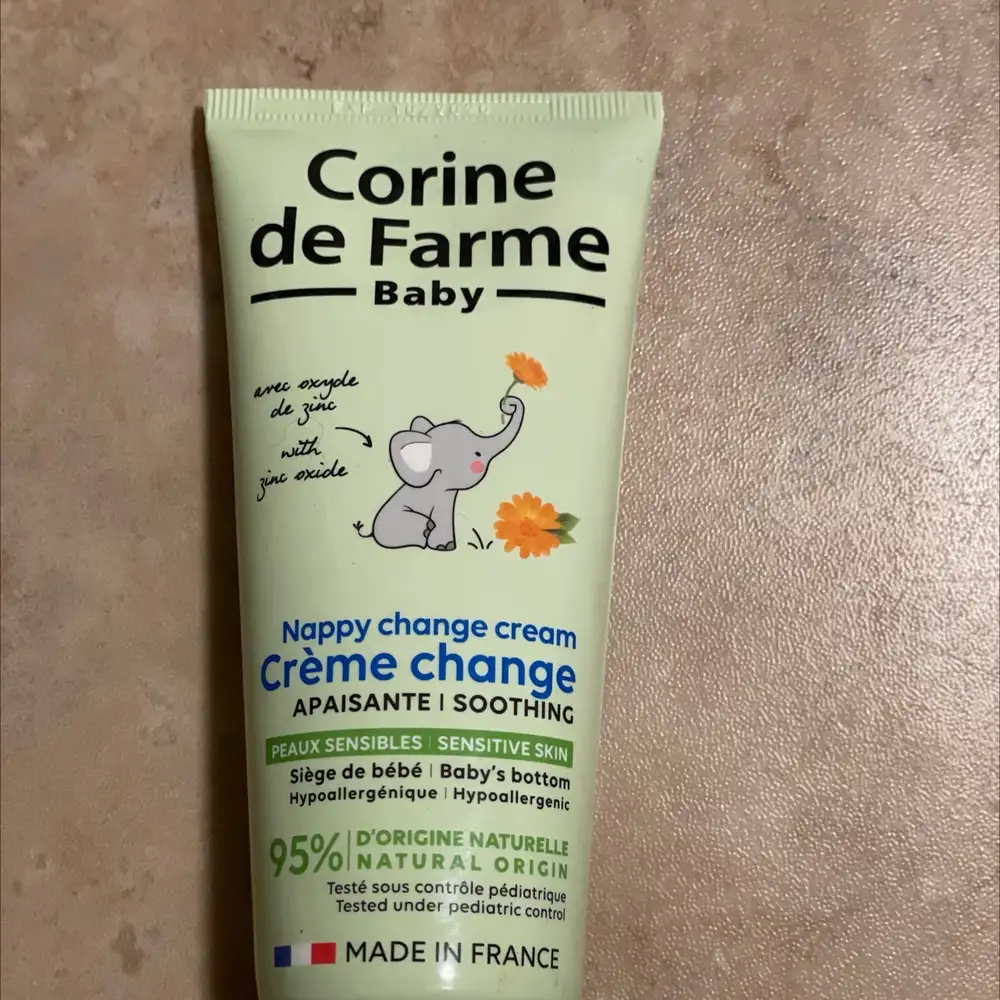 Corine
de Farme
Baby
avec oxyde
de zinc
with
zinc oxide
Nappy change cream
Crème change
APAISANTE | SOOTHING
PEAUX SENSIBLES | SENSITIVE SKIN
Siège de bébé | Baby's bottom
Hypoallergénique | Hypoallergenic
95% | D'ORIGINE NATURELLE
NATURAL ORIGIN
Testé sous contrôle pédiatrique
Tested under pediatric control
MADE IN FRANCE